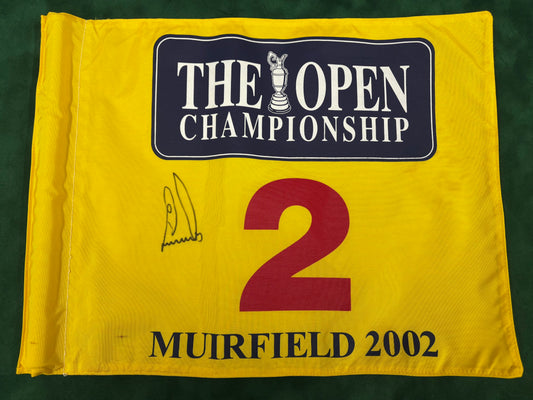 THE OPEN
CHAMPIONSHIP
2
MUIRFIELD 2002